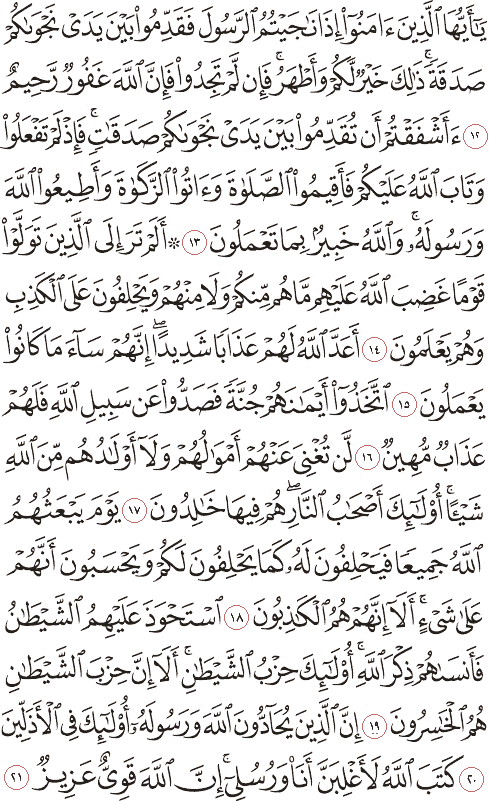 يَٰٓأَيُّهَا ٱلَّذِينَ ءَامَنُوٓا۟ إِذَا نَٰجَيْتُمُ ٱلرَّسُولَ فَقَدِّمُوا۟ بَيْنَ يَدَىْ نَجْوَىٰكُمْ
صَدَقَةًۚ ذَٰلِكَ خَيْرٌ لَّكُمْ وَأَطْهَرُۚ فَإِن لَّمْ تَجِدُوا۟ فَإِنَّ ٱللَّهَ غَفُورٌ رَّحِيمٌ
١٢ ءَأَشْفَقْتُمْ أَن تُقَدِّمُوا۟ بَيْنَ يَدَىْ نَجْوَىٰكُمْ صَدَقَٰتٍۚ فَإِذْ لَمْ تَفْعَلُوا۟
وَتَابَ ٱللَّهُ عَلَيْكُمْ فَأَقِيمُوا۟ ٱلصَّلَوٰةَ وَءَاتُوا۟ ٱلزَّكَوٰةَ وَأَطِيعُوا۟ ٱللَّهَ
وَرَسُولَهُۥۚ وَٱللَّهُ خَبِيرٌۢ بِمَا تَعْمَلُونَ ١٣ ۞ أَلَمْ تَرَ إِلَى ٱلَّذِينَ تَوَلَّوْا۟
قَوْمًا غَضِبَ ٱللَّهُ عَلَيْهِم مَّا هُم مِّنكُمْ وَلَا مِنْهُمْ وَيَحْلِفُونَ عَلَى ٱلْكَذِبِ
وَهُمْ يَعْلَمُونَ ١٤ أَعَدَّ ٱللَّهُ لَهُمْ عَذَابًا شَدِيدًاۖ إِنَّهُمْ سَآءَ مَا كَانُوا۟
يَعْمَلُونَ ١٥ ٱتَّخَذُوٓا۟ أَيْمَٰنَهُمْ جُنَّةً فَصَدُّوا۟ عَن سَبِيلِ ٱللَّهِ فَلَهُمْ
عَذَابٌ مُّهِينٌ ١٦ لَّن تُغْنِىَ عَنْهُمْ أَمْوَٰلُهُمْ وَلَآ أَوْلَٰدُهُم مِّنَ ٱللَّهِ
شَيْـًٔاۚ أُو۟لَٰٓئِكَ أَصْحَٰبُ ٱلنَّارِۖ هُمْ فِيهَا خَٰلِدُونَ ١٧ يَوْمَ يَبْعَثُهُمُ
ٱللَّهُ جَمِيعًا فَيَحْلِفُونَ لَهُۥ كَمَا يَحْلِفُونَ لَكُمْ وَيَحْسَبُونَ أَنَّهُمْ
عَلَىٰ شَىْءٍۚ أَلَآ إِنَّهُمْ هُمُ ٱلْكَٰذِبُونَ ١٨ ٱسْتَحْوَذَ عَلَيْهِمُ ٱلشَّيْطَٰنُ
فَأَنسَىٰهُمْ ذِكْرَ ٱللَّهِۚ أُو۟لَٰٓئِكَ حِزْبُ ٱلشَّيْطَٰنِۚ أَلَآ إِنَّ حِزْبَ ٱلشَّيْطَٰنِ
هُمُ ٱلْخَٰسِرُونَ ١٩ إِنَّ ٱلَّذِينَ يُحَآدُّونَ ٱللَّهَ وَرَسُولَهُۥٓ أُو۟لَٰٓئِكَ فِى ٱلْأَذَلِّينَ
٢٠ كَتَبَ ٱللَّهُ لَأَغْلِبَنَّ أَنَا۠ وَرُسُلِىٓۚ إِنَّ ٱللَّهَ قَوِىٌّ عَزِيزٌ ٢١